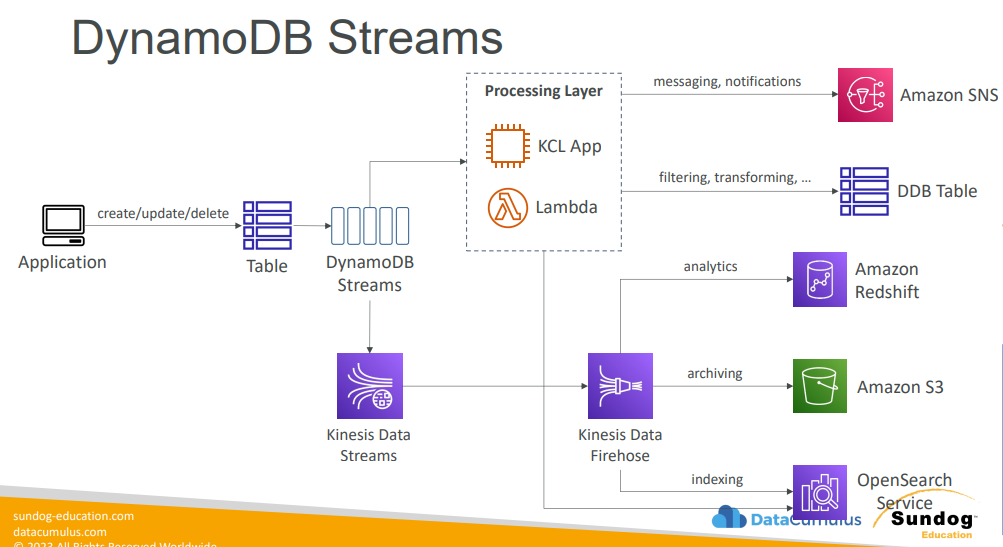 DynamoDB Streams
Processing Layer
KCL App
Lambda
messaging, notifications
Amazon SNS
filtering, transforming, ...
DDB Table
create/update/delete
Application
Table
DynamoDB
Streams
analytics
Amazon
Redshift
archiving
Amazon S3
Kinesis Data
Streams
Kinesis Data
Firehose
indexing
OpenSearch
Service
sundog-education.com
datacumulus.com
© 2023 All Rights Reserved Worldwide
DataCumulus
Sundog
Education